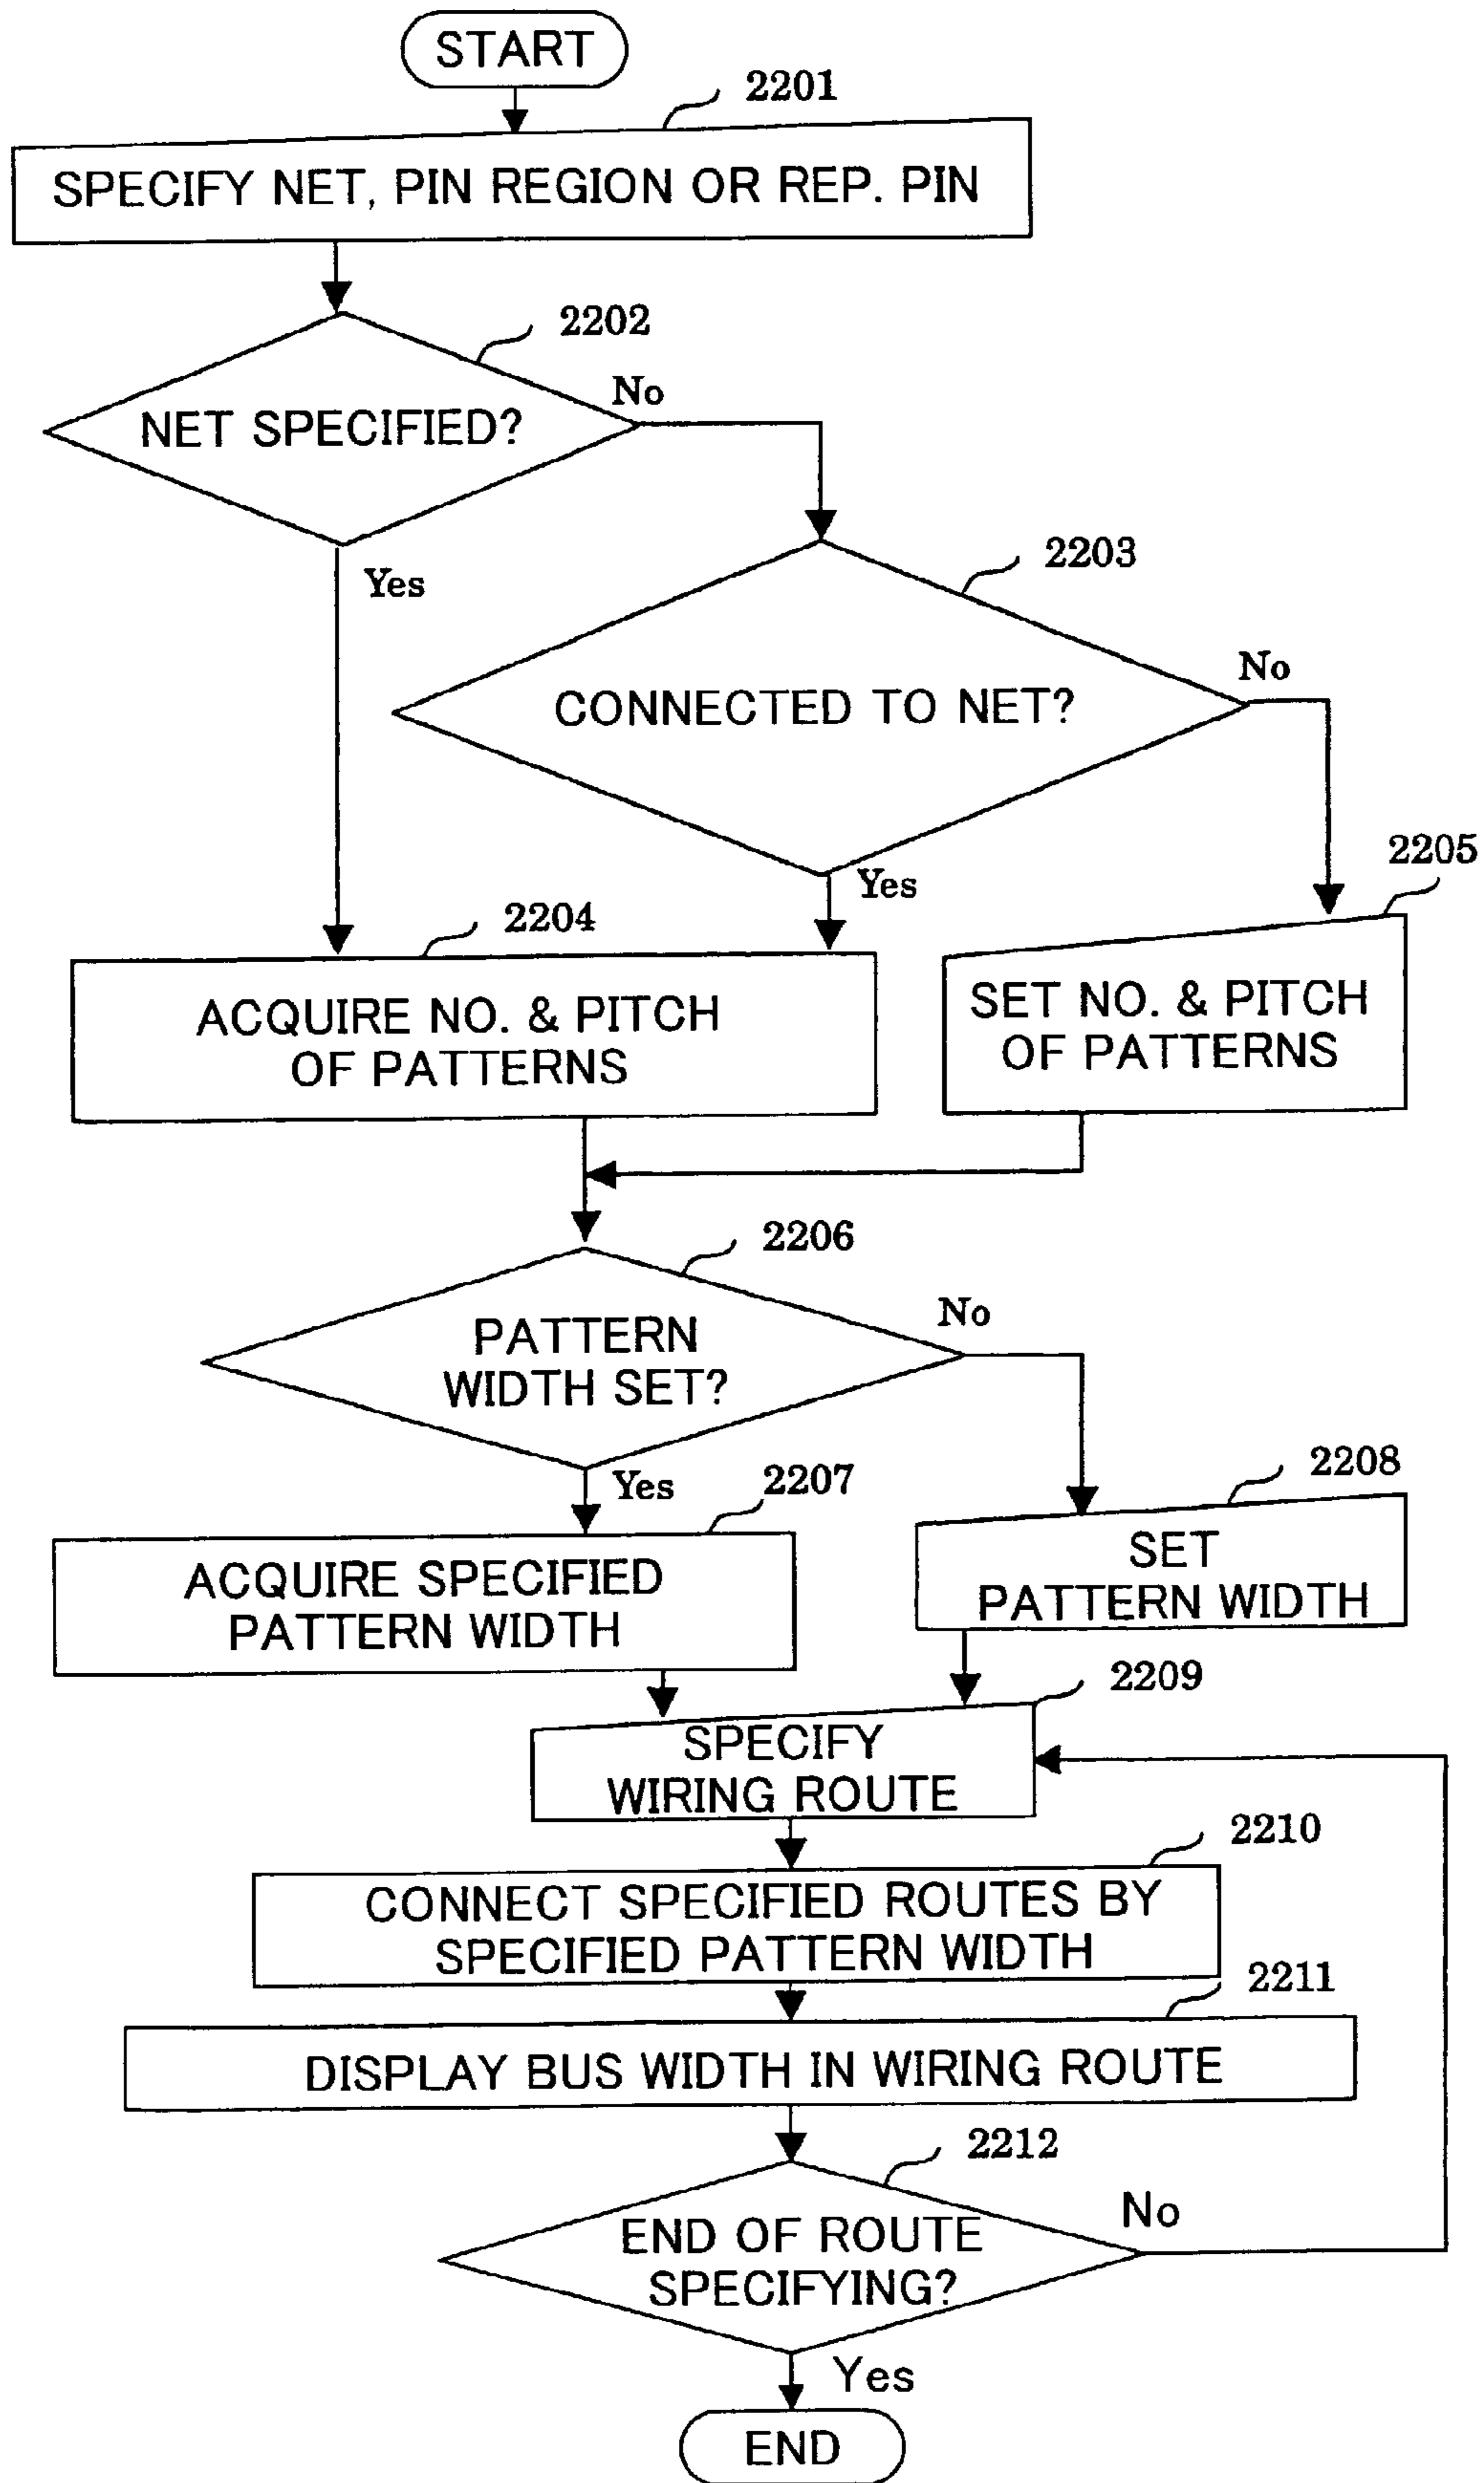 START
2201
SPECIFY NET, PIN REGION OR REP. PIN
2202
No
NET SPECIFIED?
2203
Yes
No
CONNECTED TO NET?
2205
Yes
2204
SET NO. & PITCH
OF PATTERNS
ACQUIRE NO. & PITCH
OF PATTERNS
2206
No
PATTERN
WIDTH SET?
2208
Yes
2207
SET
PATTERN WIDTH
ACQUIRE SPECIFIED
PATTERN WIDTH
2209
SPECIFY
WIRING ROUTE
2210
CONNECT SPECIFIED ROUTES BY
SPECIFIED PATTERN WIDTH
2211
DISPLAY BUS WIDTH IN WIRING ROUTE
2212
No
END OF ROUTE
SPECIFYING?
Yes
END